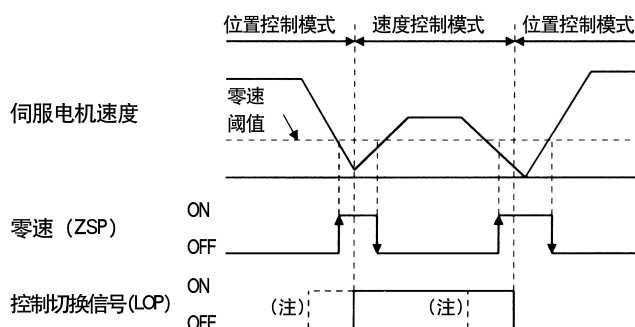 位置控制模式 速度控制模式 位置控制模式
零速
阈值
伺服电机速度
ON
零速（ZSP）
OFF
ON
控制切换信号(LOP) （注） （注）
OFF